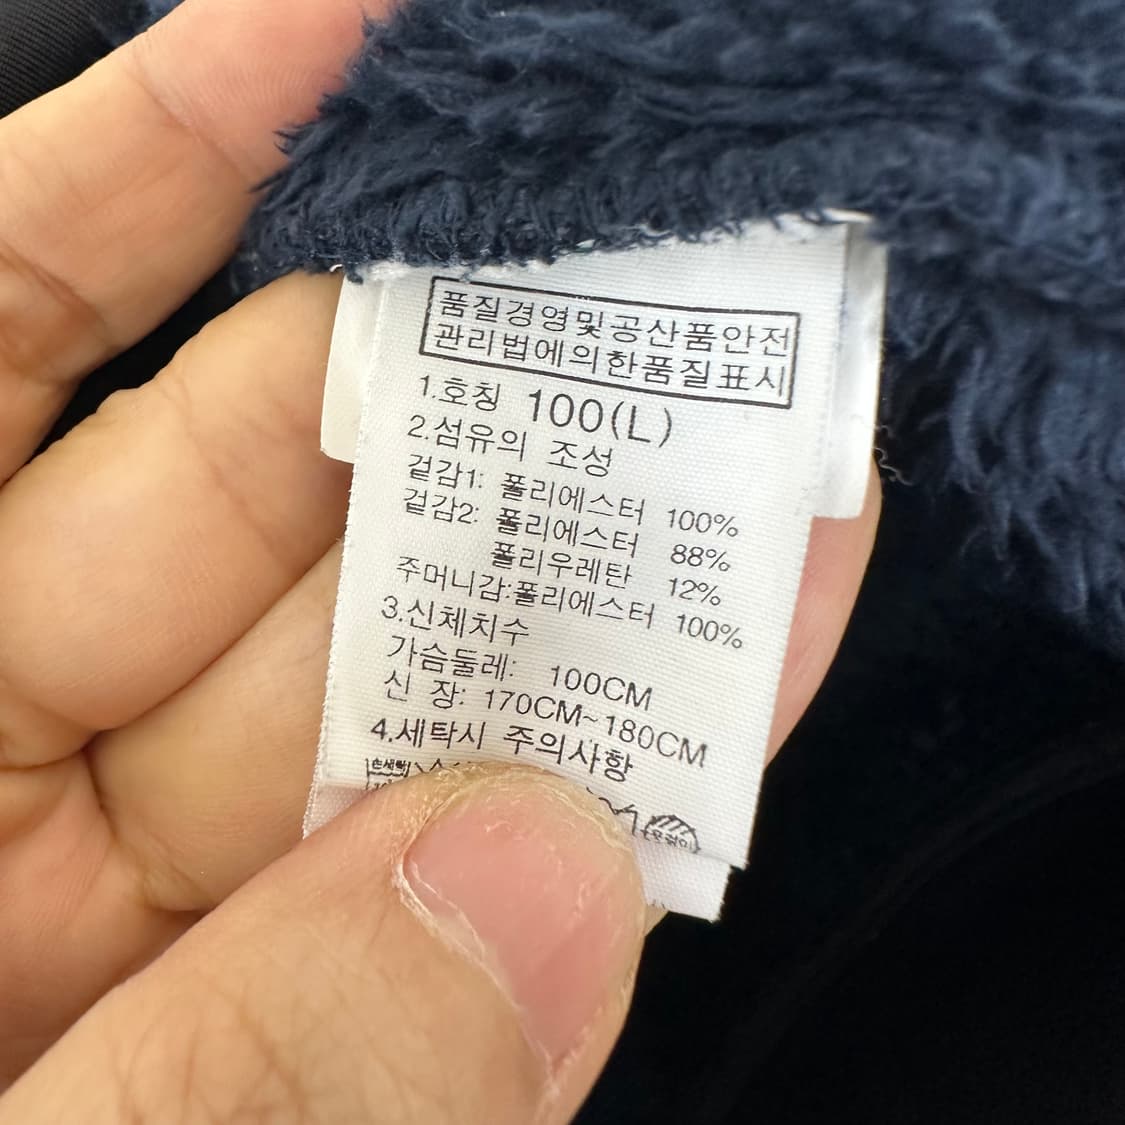 품질경영및공산품안전
관리법에의한품질표시
1.호칭 100(L)
2.섬유의 조성
겉감1: 폴리에스터 100%
겉감2: 폴리에스터 88%
폴리우레탄 12%
주머니감:폴리에스터 100%
3.신체치수
가슴둘레: 100CM
신 장: 170CM~180CM
4.세탁시 주의사항
손세탁